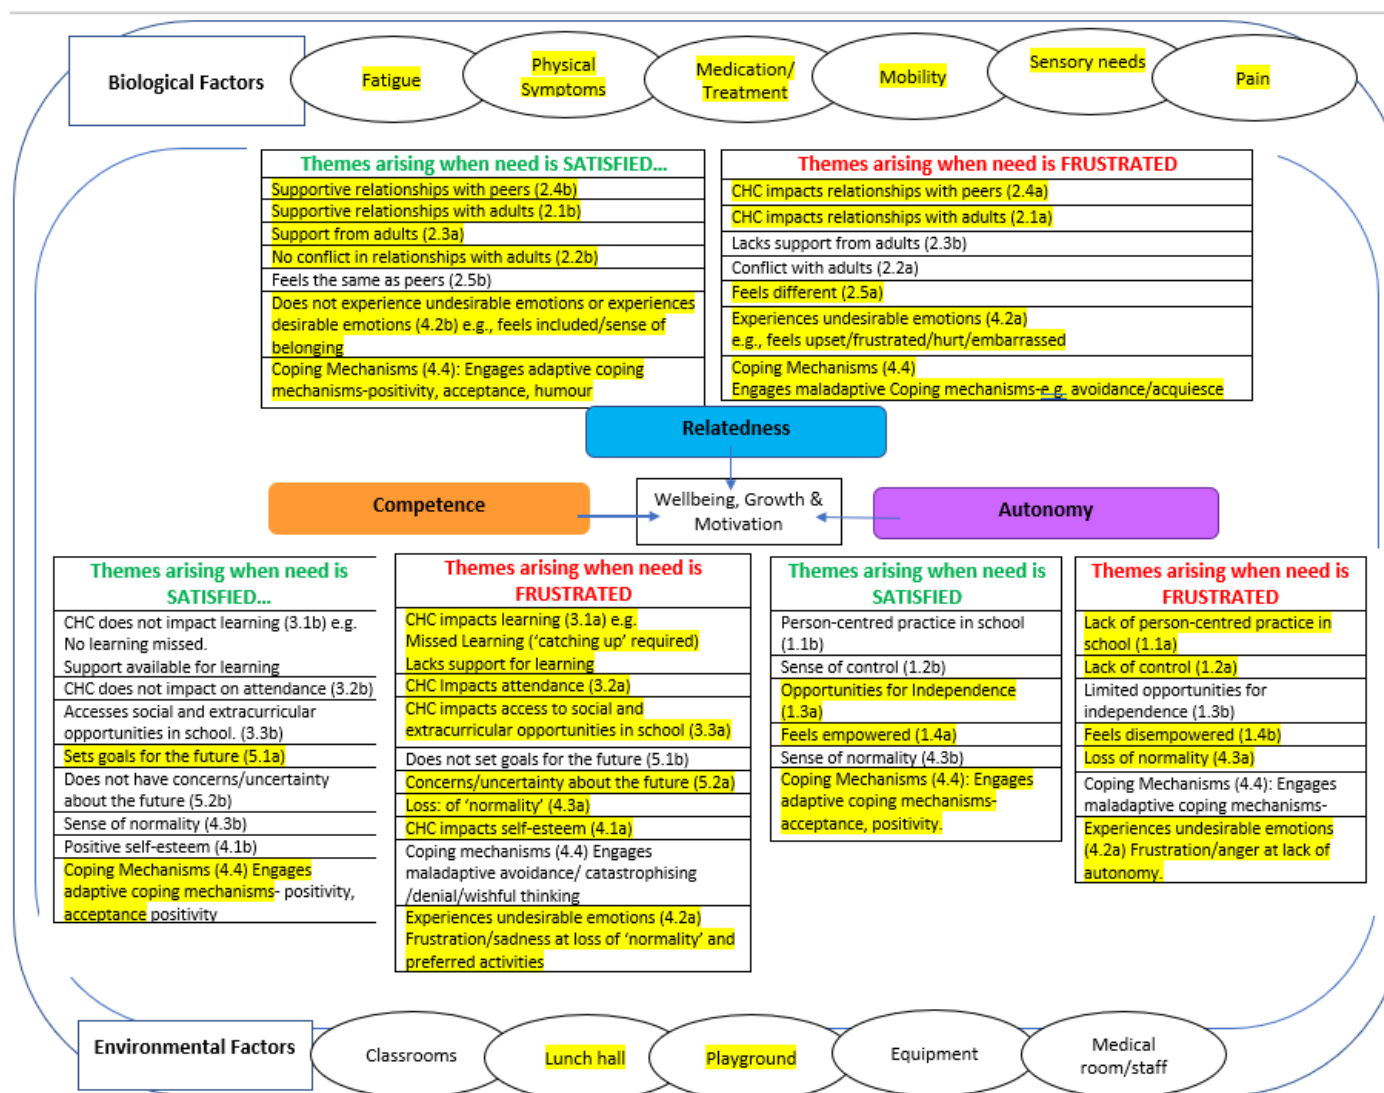 Biological Factors
Fatigue
Physical
Symptoms
Medication/
Treatment
Mobility
Sensory needs
Pain
Themes arising when need is SATISFIED...
Supportive relationships with peers (2.4b)
Supportive relationships with adults (2.1b)
Support from adults (2.3a)
No conflict in relationships with adults (2.2b)
Feels the same as peers (2.5b)
Does not experience undesirable emotions or experiences
desirable emotions (4.2b) e.g., feels included/sense of
belonging
Coping Mechanisms (4.4): Engages adaptive coping
mechanisms-positivity, acceptance, humour
Themes arising when need is FRUSTRATED
CHC impacts relationships with peers (2.4a)
CHC impacts relationships with adults (2.1a)
Lacks support from adults (2.3b)
Conflict with adults (2.2a)
Feels different (2.5a)
Experiences undesirable emotions (4.2a)
e.g., feels upset/frustrated/hurt/embarrassed
Coping Mechanisms (4.4)
Engages maladaptive Coping mechanisms-e.g. avoidance/acquiesce
Relatedness
Competence
Wellbeing, Growth &
Motivation
Autonomy
Themes arising when need is
SATISFIED...
CHC does not impact learning (3.1b) e.g.
No learning missed.
Support available for learning
CHC does not impact on attendance (3.2b)
Accesses social and extracurricular
opportunities in school. (3.3b)
Sets goals for the future (5.1a)
Does not have concerns/uncertainty
about the future (5.2b)
Sense of normality (4.3b)
Positive self-esteem (4.1b)
Coping Mechanisms (4.4) Engages
adaptive coping mechanisms- positivity,
acceptance positivity
Themes arising when need is
FRUSTRATED
CHC impacts learning (3.1a) e.g.
Missed Learning ('catching up' required)
Lacks support for learning
CHC Impacts attendance (3.2a)
CHC impacts access to social and
extracurricular opportunities in school (3.3a)
Does not set goals for the future (5.1b)
Concerns/uncertainty about the future (5.2a)
Loss: of 'normality' (4.3a)
CHC impacts self-esteem (4.1a)
Coping mechanisms (4.4) Engages
maladaptive avoidance/ catastrophising
/denial/wishful thinking
Experiences undesirable emotions (4.2a)
Frustration/sadness at loss of 'normality' and
preferred activities
Themes arising when need is
SATISFIED
Person-centred practice in school
(1.1b)
Sense of control (1.2b)
Opportunities for Independence
(1.3a)
Feels empowered (1.4a)
Sense of normality (4.3b)
Coping Mechanisms (4.4): Engages
adaptive coping mechanisms-
acceptance, positivity.
Themes arising when need is
FRUSTRATED
Lack of person-centred practice in
school (1.1a)
Lack of control (1.2a)
Limited opportunities for
independence (1.3b)
Feels disempowered (1.4b)
Loss of normality (4.3a)
Coping Mechanisms (4.4): Engages
maladaptive coping mechanisms-
Experiences undesirable emotions
(4.2a) Frustration/anger at lack of
autonomy.
Environmental Factors
Classrooms
Lunch hall
Playground
Equipment
Medical
room/staff